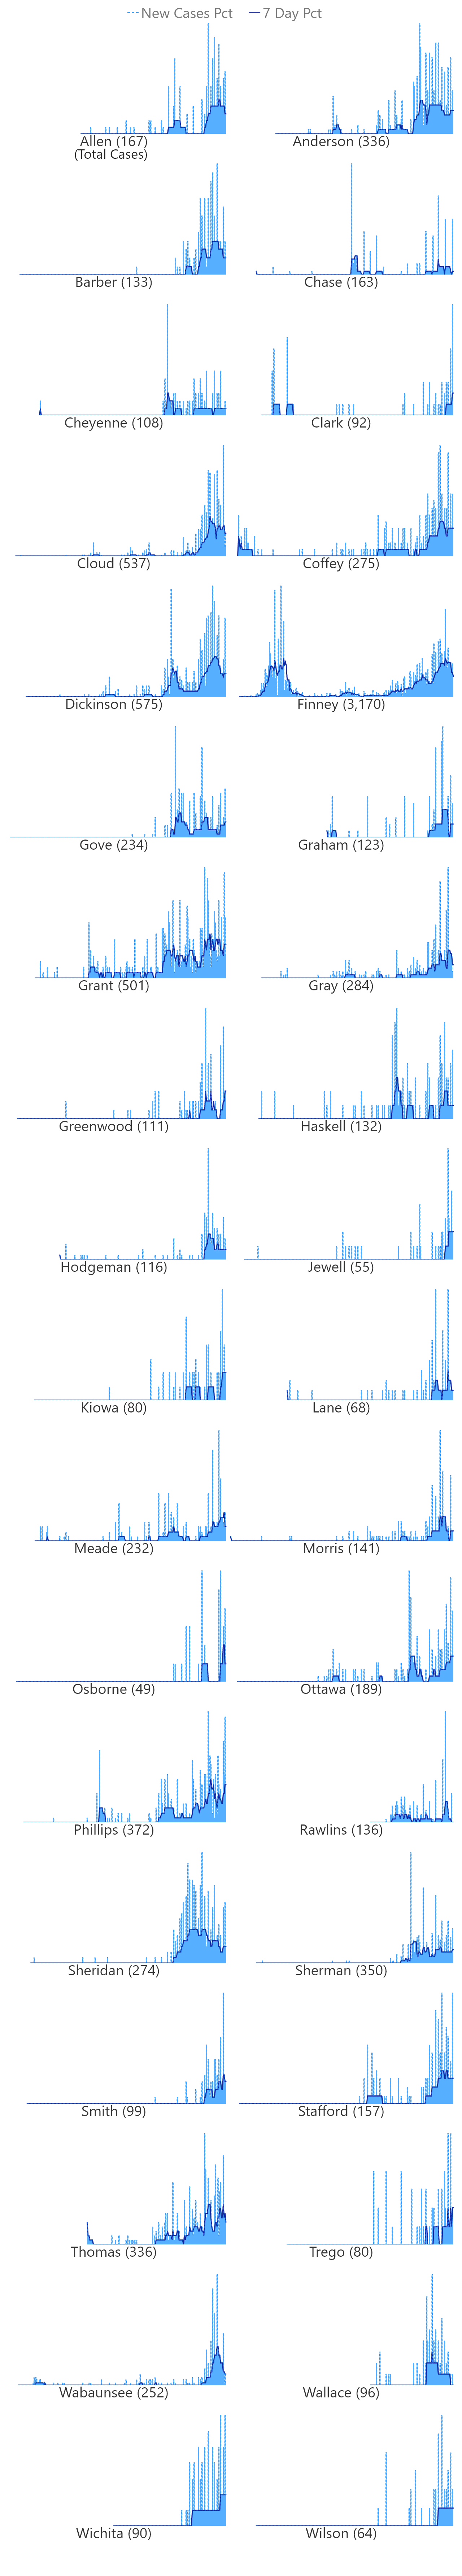 New Cases Pct 7 Day Pct
Allen (167) Anderson (336)
(Total Cases)
Barber (133) Chase (163)
Cheyenne (108) Clark (92)
Cloud (537) Coffey (275)
Dickinson (575) Finney (3,170)
Gove (234) Graham (123)
Grant (501) Gray (284)
Greenwood (111) Haskell (132)
Hodgeman (116) Jewell (55)
Kiowa (80) Lane (68)
Meade (232) Morris (141)
Osborne (49) Ottawa (189)
Phillips (372) Rawlins (136)
Sheridan (274) Sherman (350)
Smith (99) Stafford (157)
Thomas (336) Trego (80)
Wabaunsee (252) Wallace (96)
Wichita (90) Wilson (64)